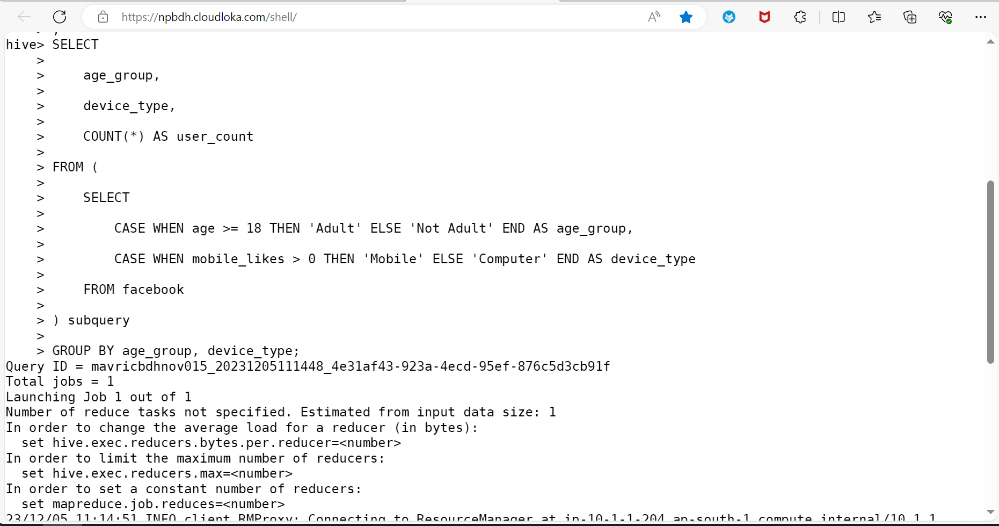 https://npbdh.cloudloka.com/shell/
hive> SELECT
    >
    >     age_group,
    >
    >     device_type,
    >
    >     COUNT(*) AS user_count
    >
    > FROM (
    >
    >     SELECT
    >
    >         CASE WHEN age >= 18 THEN 'Adult' ELSE 'Not Adult' END AS age_group,
    >
    >         CASE WHEN mobile_likes > 0 THEN 'Mobile' ELSE 'Computer' END AS device_type
    >
    >     FROM facebook
    >
    > ) subquery
    >
    > GROUP BY age_group, device_type;
Query ID = mavricbdhnov015_20231205111448_4e31af43-923a-4ecd-95ef-876c5d3cb91f
Total jobs = 1
Launching Job 1 out of 1
Number of reduce tasks not specified. Estimated from input data size: 1
In order to change the average load for a reducer (in bytes):
  set hive.exec.reducers.bytes.per.reducer=<number>
In order to limit the maximum number of reducers:
  set hive.exec.reducers.max=<number>
In order to set a constant number of reducers:
  set mapreduce.job.reduces=<number>
23/12/05 11:14:51 INFO client.RMProxy: Connecting to ResourceManager at ip-10-1-1-204.ap-south-1.compute.internal/10.1.1